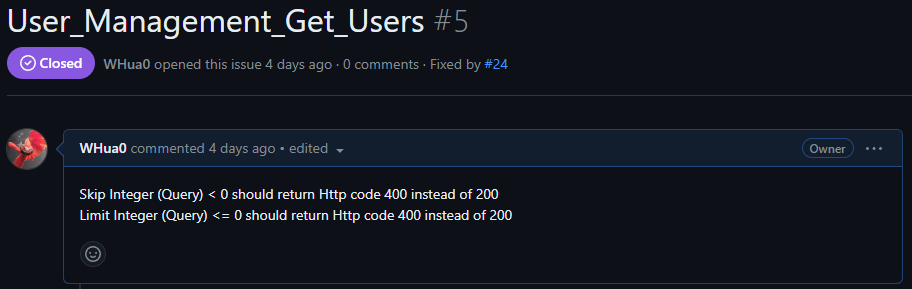 User_Management_Get_Users #5
Closed WHua0 opened this issue 4 days ago · 0 comments · Fixed by #24
WHua0 commented 4 days ago • edited Owner ...
Skip Integer (Query) < 0 should return Http code 400 instead of 200
Limit Integer (Query) <= 0 should return Http code 400 instead of 200